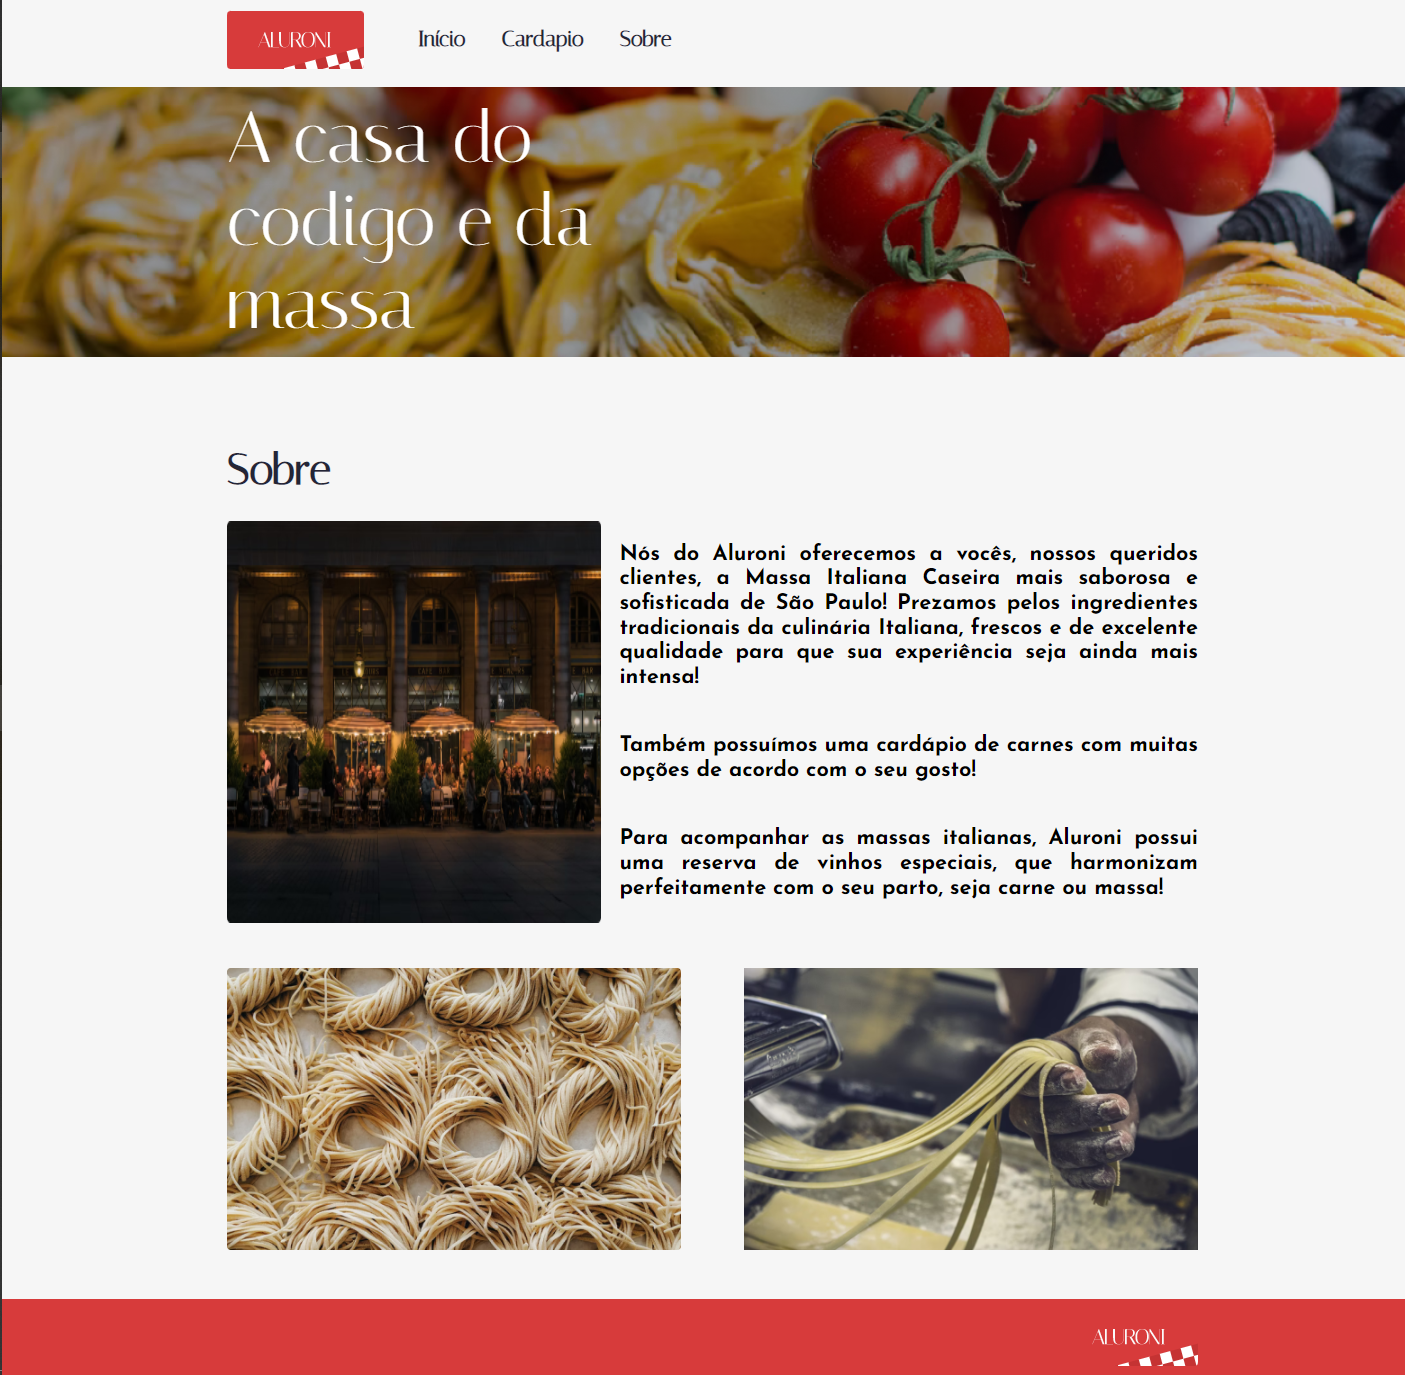 ALURONI
Início Cardapio Sobre
A casa do
codigo e da
massa
Sobre
Nós do Aluroni oferecemos a vocês, nossos queridos
clientes, a Massa Italiana Caseira mais saborosa e
sofisticada de São Paulo! Prezamos pelos ingredientes
tradicionais da culinária Italiana, frescos e de excelente
qualidade para que sua experiência seja ainda mais
intensa!
Também possuímos uma cardápio de carnes com muitas
opções de acordo com o seu gosto!
Para acompanhar as massas italianas, Aluroni possui
uma reserva de vinhos especiais, que harmonizam
perfeitamente com o seu parto, seja carne ou massa!
ALURONI